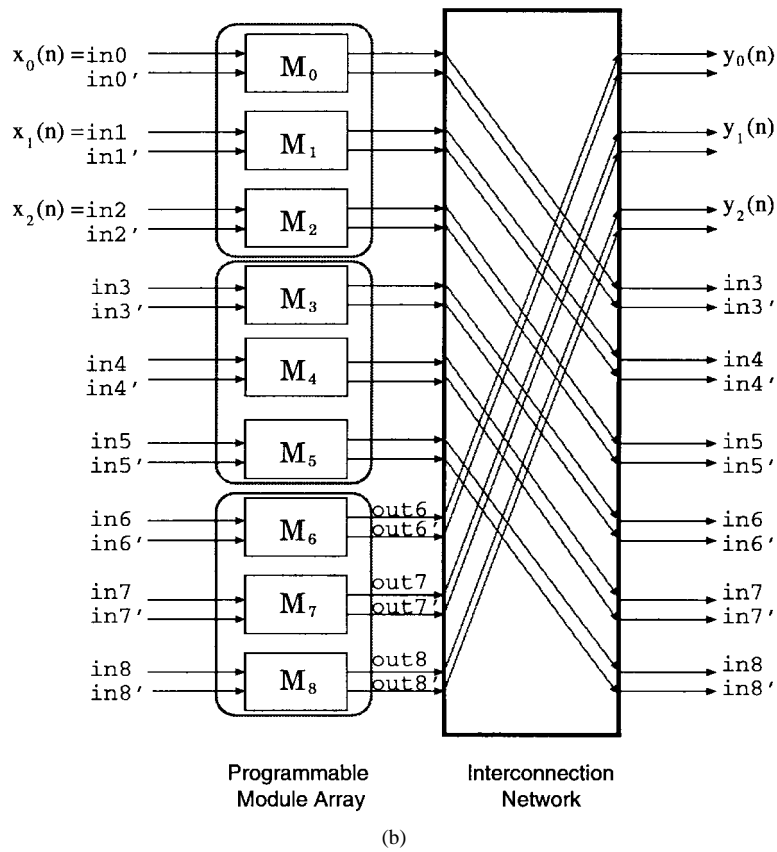 x0(n) = in0 M0 y0(n)
in0'
x1(n) = in1 M1 y1(n)
in1'
x2(n) = in2 M2 y2(n)
in2'
in3 M3 in3
in3' in3'
in4 M4 in4
in4' in4'
in5 M5 in5
in5' in5'
in6 M6 out6 in6
in6' out6' in6'
in7 M7 out7 in7
in7' out7' in7'
in8 M8 out8 in8
in8' out8' in8'
Programmable Interconnection
Module Array Network
(b)